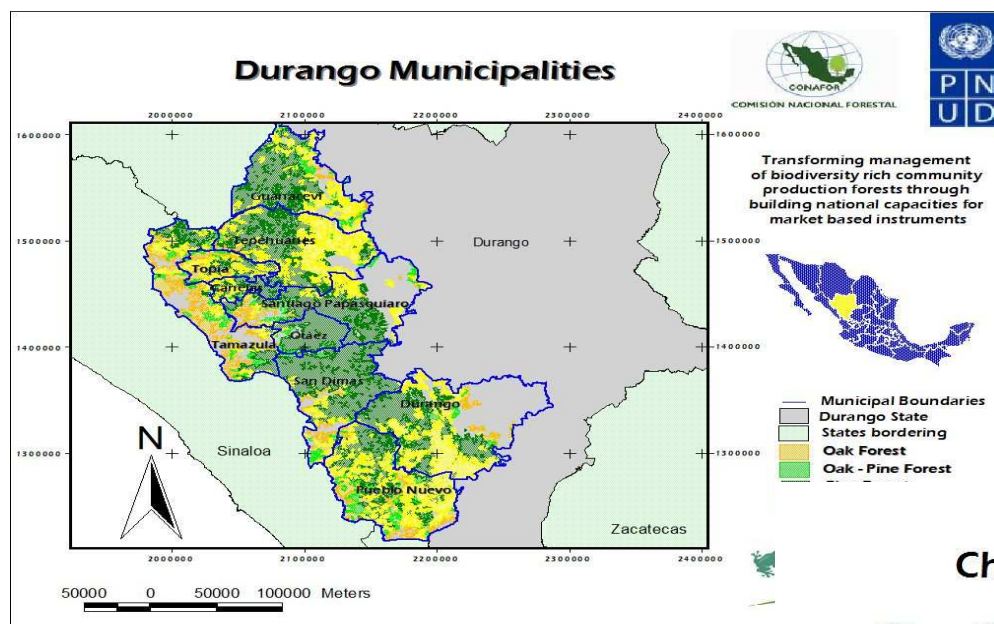 Durango Municipalities
CONAFOR
COMISIÓN NACIONAL FORESTAL
P N
U D
Transforming management
of biodiversity rich community
production forests through
building national capacities for
market based instruments
2000000 2100000 2200000 2300000 2400000
1600000 1600000
1500000 1500000
1400000 1400000
1300000 1300000
Guanaceví
Tepehuanes
Durango
Topia
Santiago Papasquiaro
Otáez
Tamazula
San Dimas
Durango
Sinaloa
Pueblo Nuevo
Zacatecas
N
2000000 2100000 2200000 2300000 2400000
50000 0 50000 100000 Meters
Municipal Boundaries
Durango State
States bordering
Oak Forest
Oak - Pine Forest
Ch